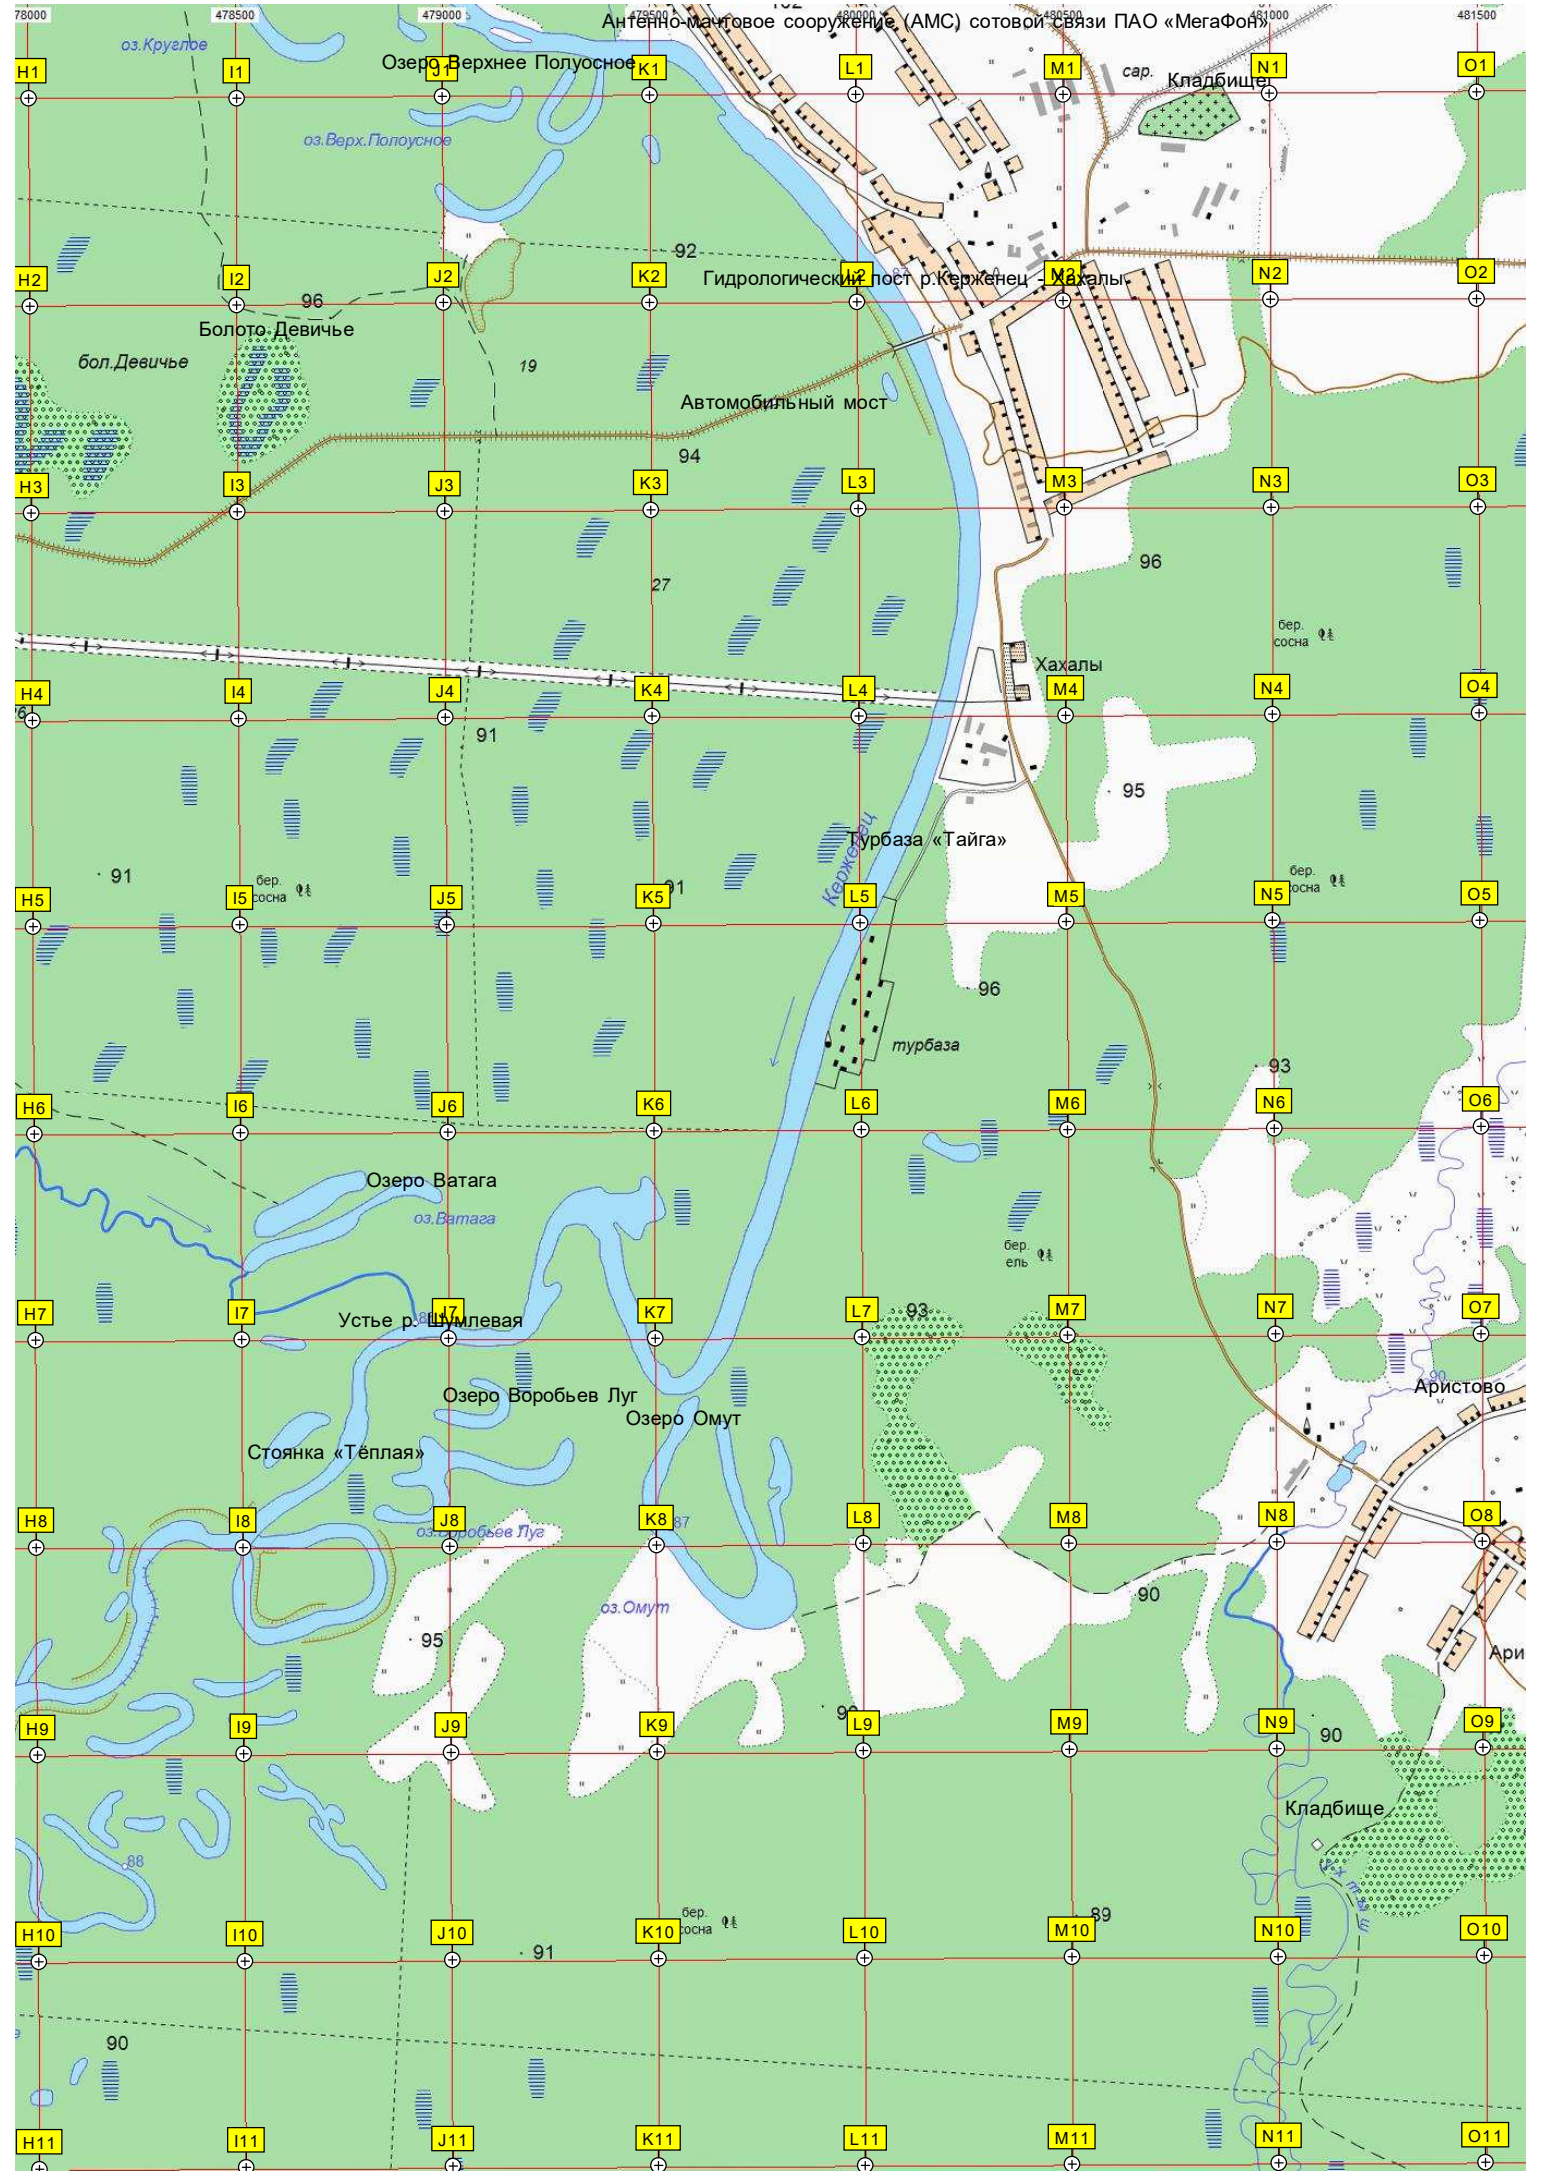 78000 478500 479000 479500 480000 480500 481000 481500
Антенно-мачтовое сооружение (АМС) сотовой связи ПАО «МегаФон»
оз.Круглое
Озеро Верхнее Полуосное
H1 I1 J1 K1 L1 M1 N1 O1
сар.
Кладбище
оз.Верх.Полоусное
92
H2 I2 J2 K2 L2 M2 N2 O2
87
Гидрологический пост р.Керженец - Хахалы
96
Болото Девичье
бол.Девичье
19
Автомобильный мост
94
H3 I3 J3 K3 L3 M3 N3 O3
96
27
бер.
сосна
Хахалы
H4 I4 J4 K4 L4 M4 N4 O4
91
95
Турбаза «Тайга»
Керженец
91
бер.
сосна
91
бер.
сосна
H5 I5 J5 K5 L5 M5 N5 O5
96
турбаза
93
H6 I6 J6 K6 L6 M6 N6 O6
Озеро Ватага
оз.Ватага
бер.
ель
H7 I7 J7 K7 L7 M7 N7 O7
93
Устье р. Шумлевая
90
Аристово
Озеро Воробьев Луг
Озеро Омут
Стоянка «Тёплая»
H8 I8 J8 K8 L8 M8 N8 O8
87
оз.Воробьев Луг
90
оз.Омут
95
Ари
90
H9 I9 J9 K9 L9 M9 N9 O9
90
Кладбище
88
89
бер.
сосна
H10 I10 J10 K10 L10 M10 N10 O10
91
90
H11 I11 J11 K11 L11 M11 N11 O11